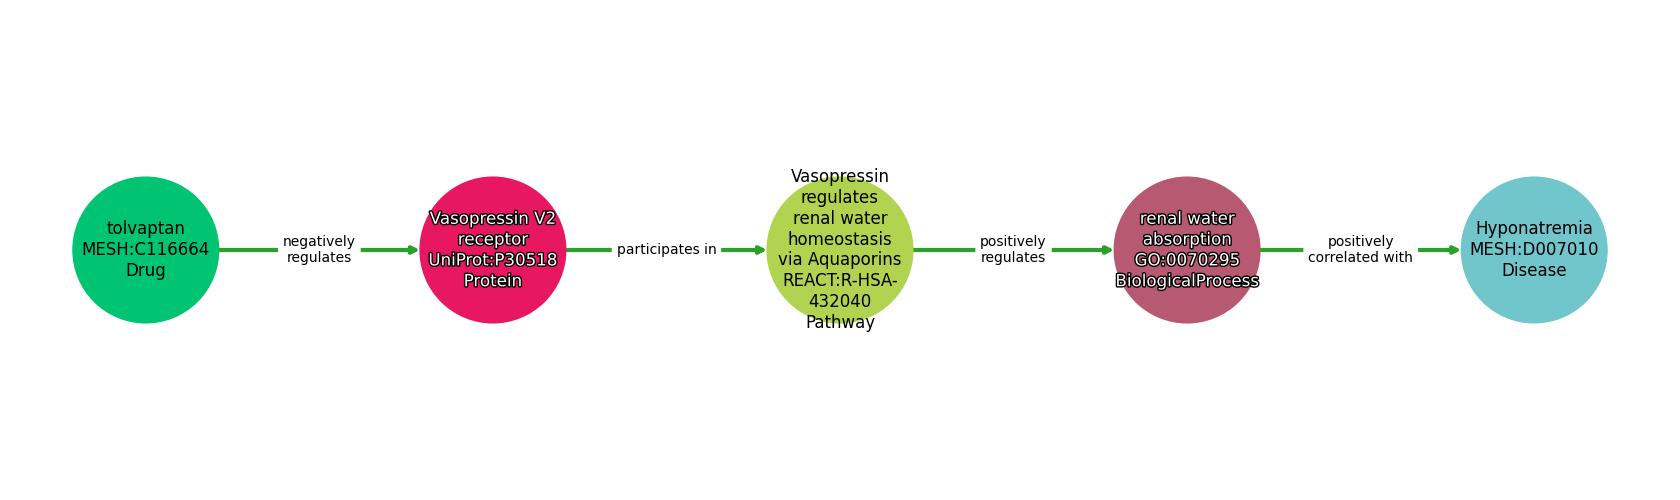 tolvaptan
MESH:C116664
Drug
negatively
regulates
Vasopressin V2
receptor
UniProt:P30518
Protein
participates in
Vasopressin
regulates
renal water
homeostasis
via Aquaporins
REACT:R-HSA-
432040
Pathway
positively
regulates
renal water
absorption
GO:0070295
BiologicalProcess
positively
correlated with
Hyponatremia
MESH:D007010
Disease